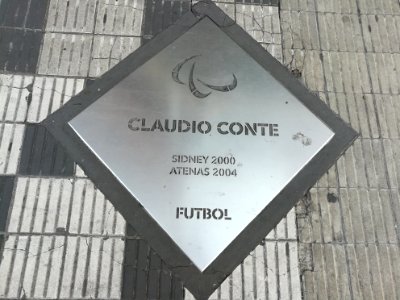 CLAUDIO CONTE
SIDNEY 2000
ATENAS 2004
FUTBOL